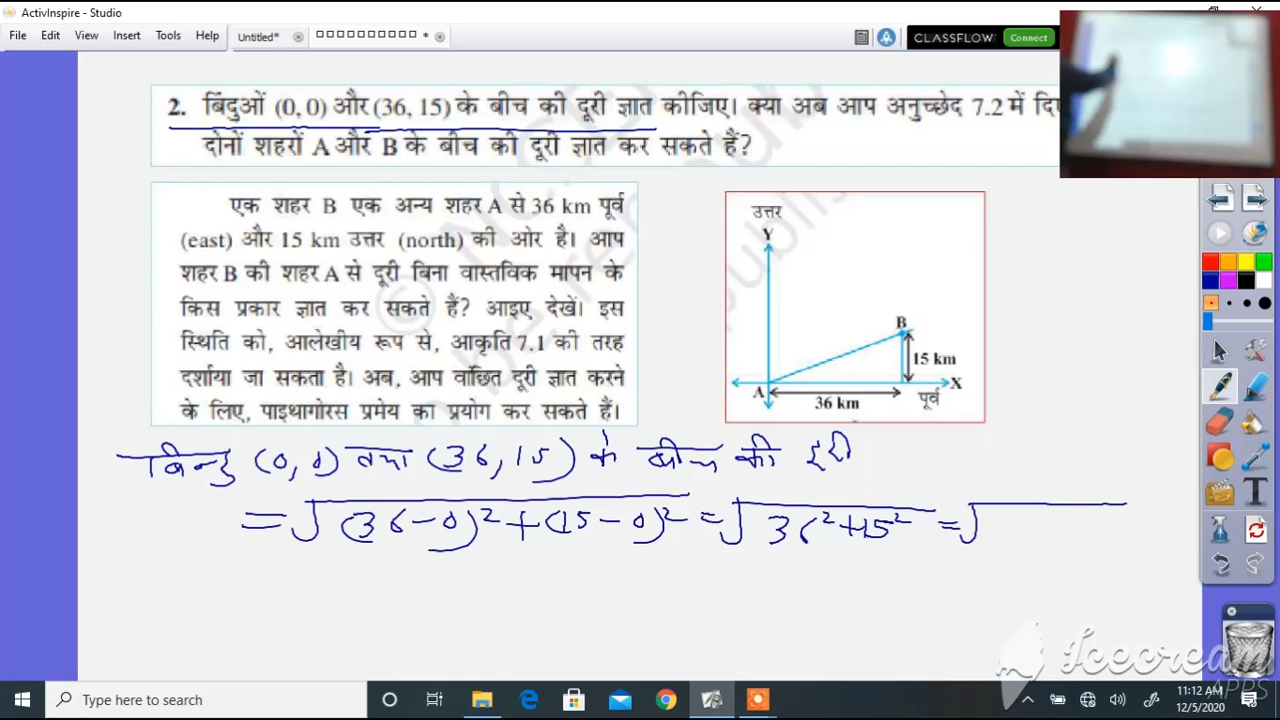 ActivInspire - Studio
File Edit View Insert Tools Help Untitled* □□□□□□□□□□ * CLASSFLOW Connect
2. बिंदुओं (0, 0) और (36, 15) के बीच की दूरी ज्ञात कीजिए। क्या अब आप अनुच्छेद 7.2 में दिए
दोनों शहरों A और B के बीच की दूरी ज्ञात कर सकते हैं?
एक शहर B एक अन्य शहर A से 36 km पूर्व
(east) और 15 km उत्तर (north) की ओर है। आप
शहर B की शहर A से दूरी बिना वास्तविक मापन के
किस प्रकार ज्ञात कर सकते हैं? आइए देखें। इस
स्थिति को, आलेखीय रूप से, आकृति 7.1 की तरह
दर्शाया जा सकता है। अब, आप वांछित दूरी ज्ञात करने
के लिए, पाइथागोरस प्रमेय का प्रयोग कर सकते हैं।
उत्तर
Y
B
15 km
A
X
36 km
पूर्व
बिन्दु (0, 0) तथा (36, 15) के बीच की दूरी
= √(36-0)² + (15-0)² = √36² + 15² = √
Icecream
APPS
Type here to search
11:12 AM
12/5/2020